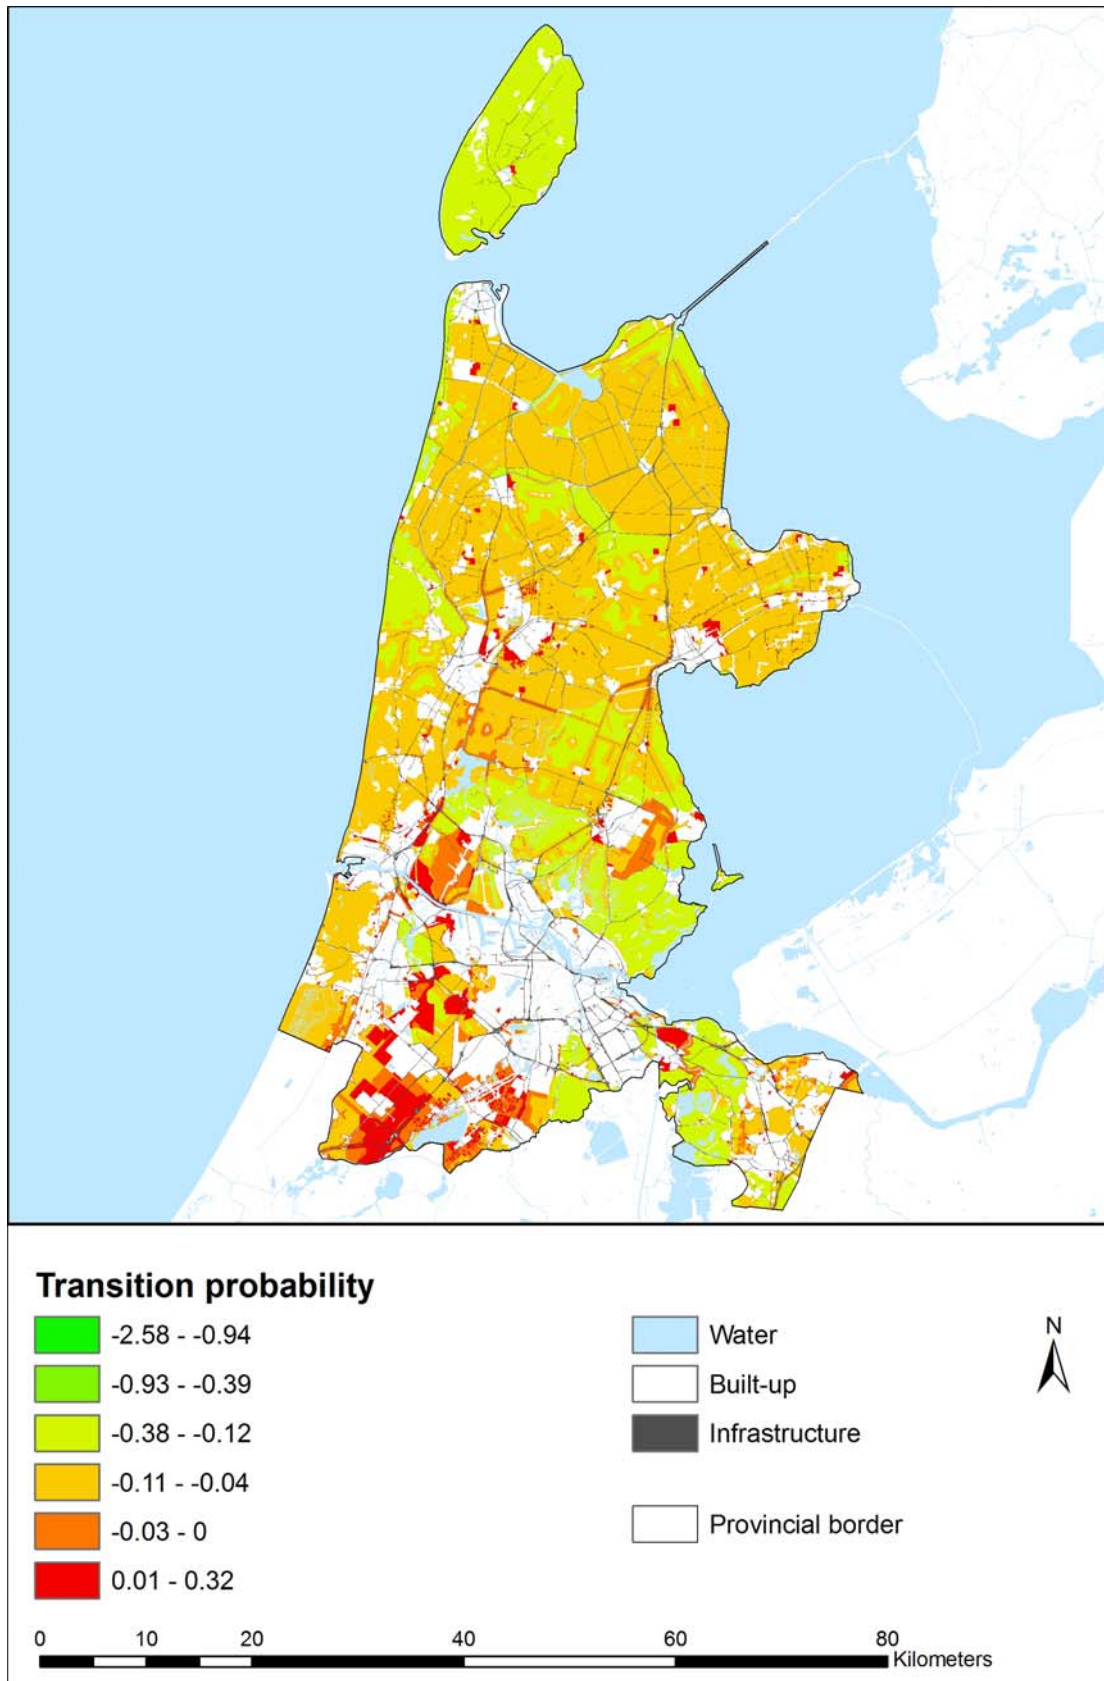 Transition probability
-2.58 - -0.94
-0.93 - -0.39
-0.38 - -0.12
-0.11 - -0.04
-0.03 - 0
0.01 - 0.32
Water
Built-up
Infrastructure
Provincial border
N
0 10 20 40 60 80
Kilometers